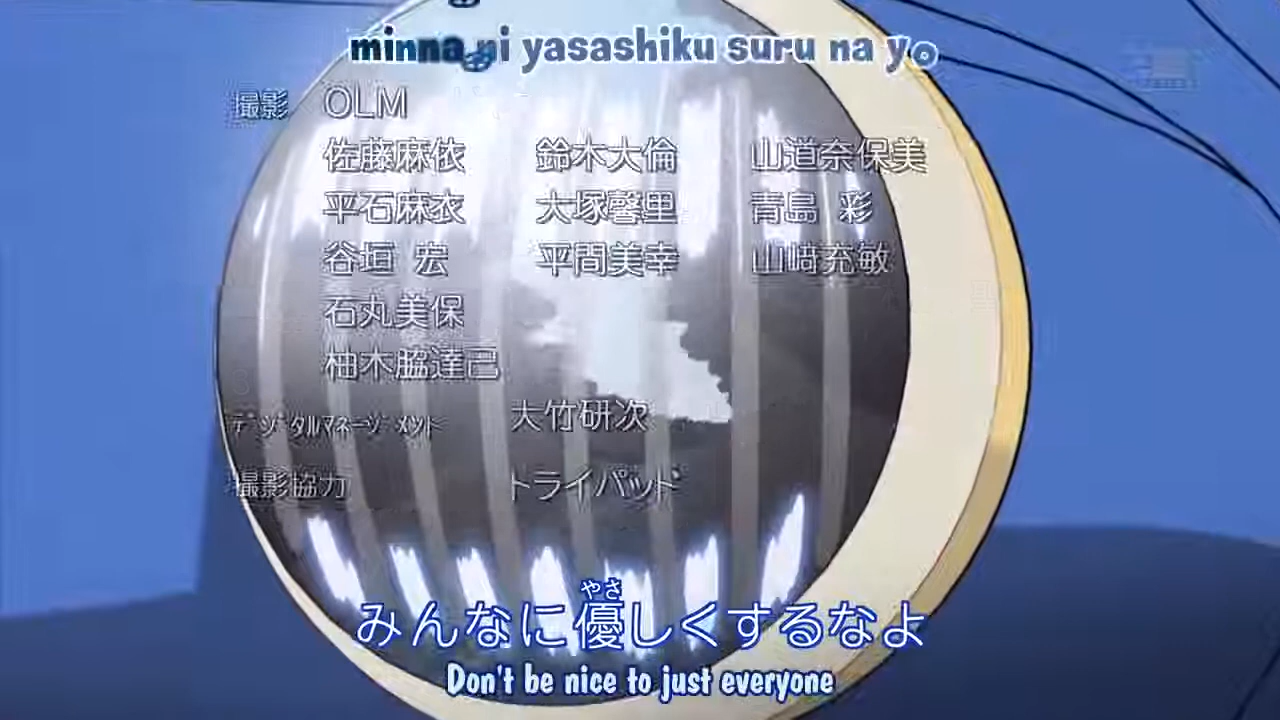 minna ni yasashiku suru na yo
撮影 OLM
佐藤麻依 鈴木大倫 山道奈保美
平石麻衣 大塚馨里 青島 彩
谷垣 宏 平間美幸 山﨑充敏
石丸美保
柚木脇達己
デジタルマネージメント 大竹研次
撮影協力 トライパッド
やさ
みんなに優しくするなよ
Don't be nice to just everyone